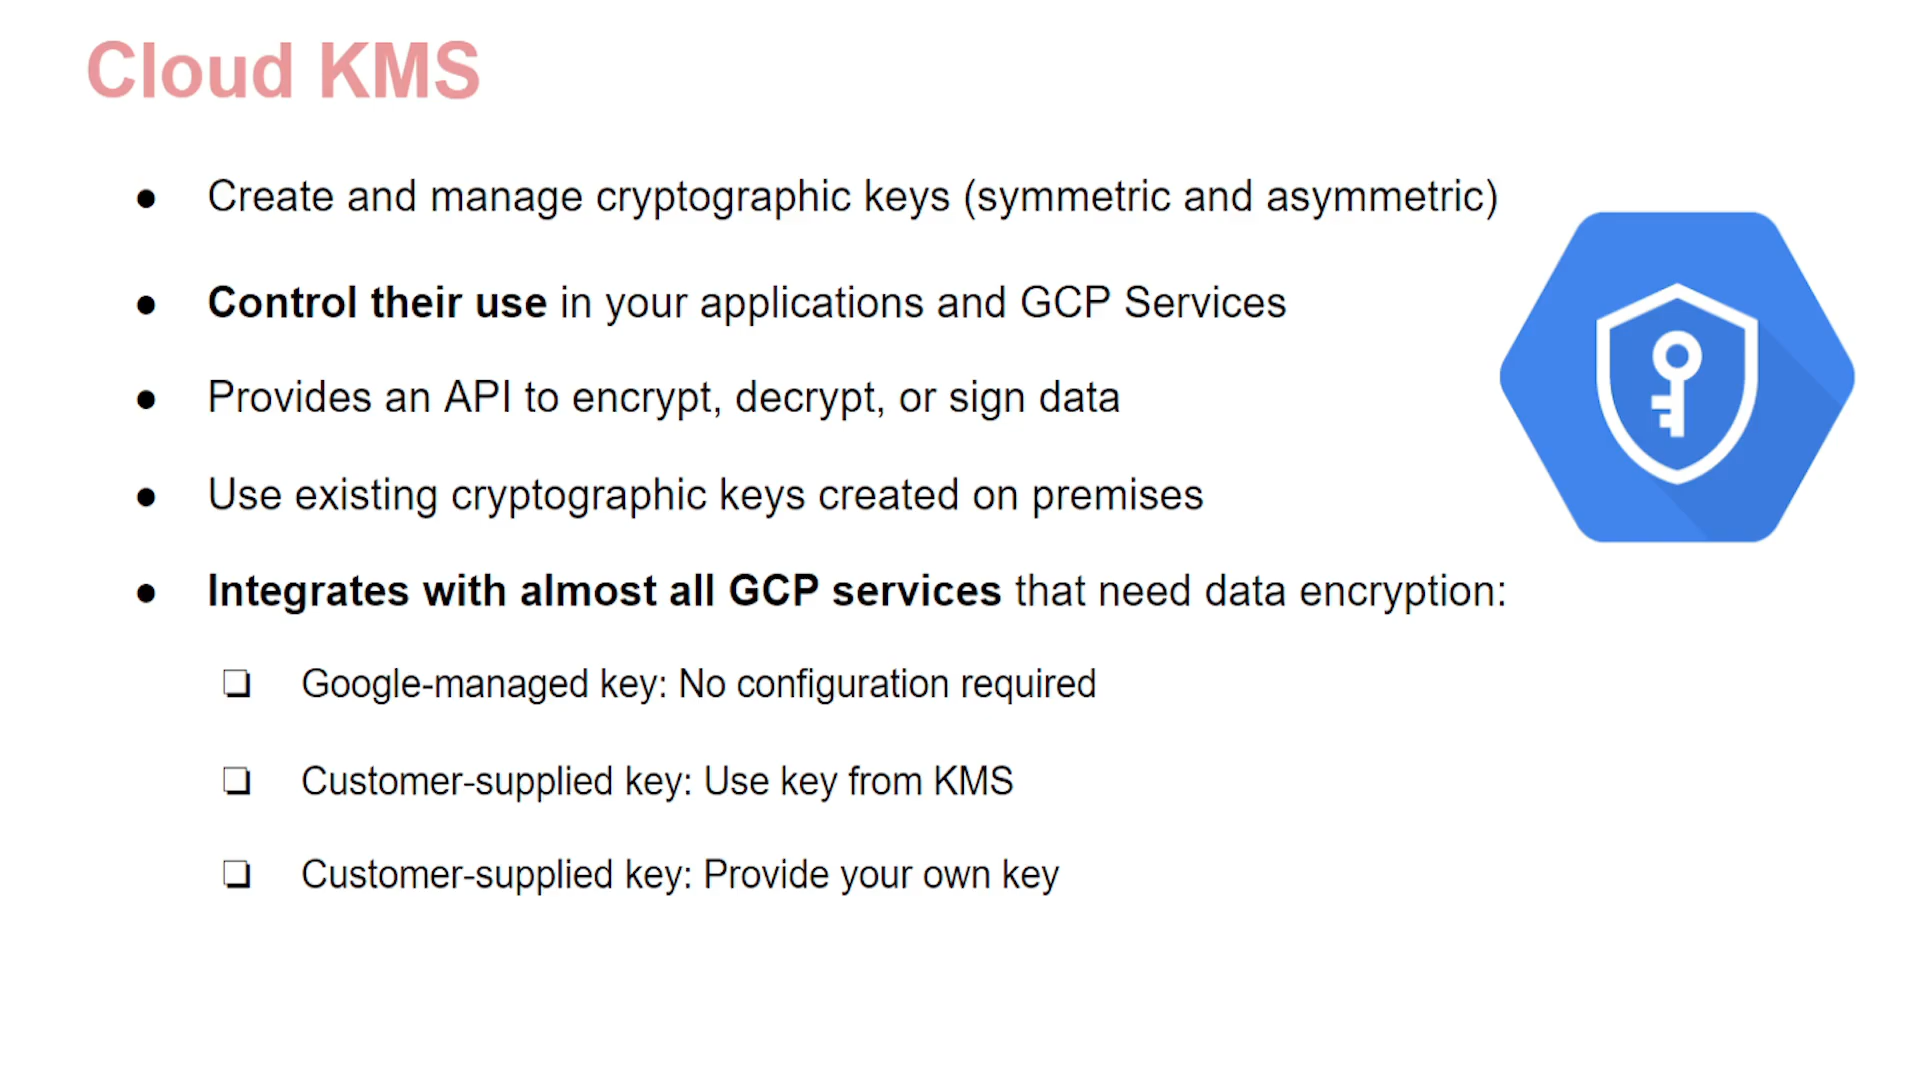 Cloud KMS
● Create and manage cryptographic keys (symmetric and asymmetric)
● Control their use in your applications and GCP Services
● Provides an API to encrypt, decrypt, or sign data
● Use existing cryptographic keys created on premises
● Integrates with almost all GCP services that need data encryption:
❏ Google-managed key: No configuration required
❏ Customer-supplied key: Use key from KMS
❏ Customer-supplied key: Provide your own key